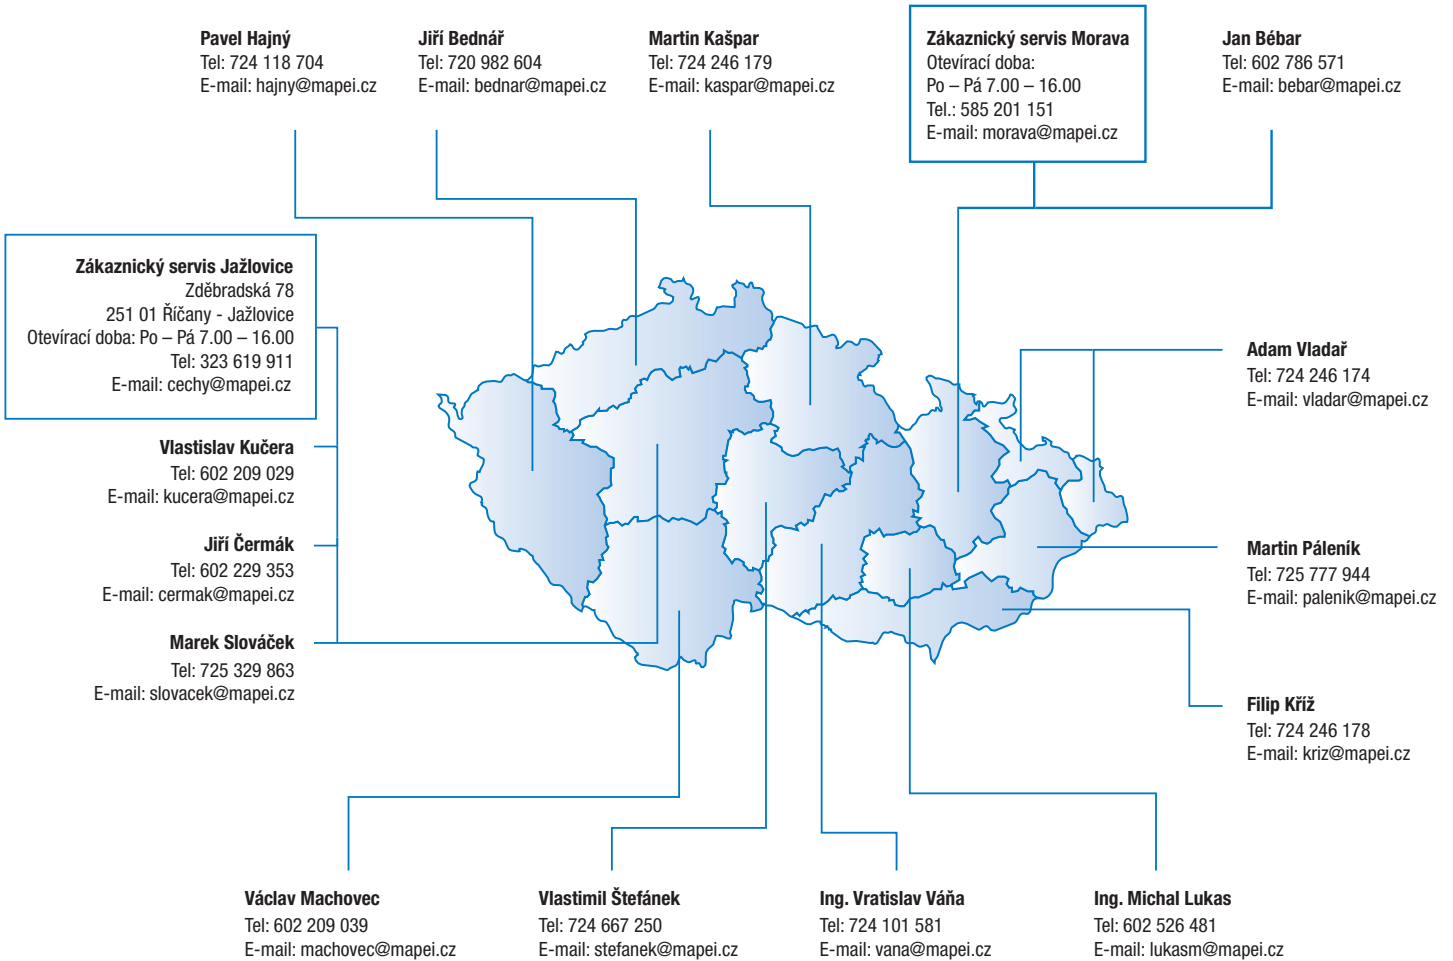 Pavel Hajný
Tel: 724 118 704
E-mail: hajny@mapei.cz
Jiří Bednář
Tel: 720 982 604
E-mail: bednar@mapei.cz
Martin Kašpar
Tel: 724 246 179
E-mail: kaspar@mapei.cz
Zákaznický servis Morava
Otevírací doba:
Po – Pá 7.00 – 16.00
Tel.: 585 201 151
E-mail: morava@mapei.cz
Jan Bébar
Tel: 602 786 571
E-mail: bebar@mapei.cz
Zákaznický servis Jažlovice
Zděbradská 78
251 01 Říčany - Jažlovice
Otevírací doba: Po – Pá 7.00 – 16.00
Tel: 323 619 911
E-mail: cechy@mapei.cz
Vlastislav Kučera
Tel: 602 209 029
E-mail: kucera@mapei.cz
Jiří Čermák
Tel: 602 229 353
E-mail: cermak@mapei.cz
Marek Slováček
Tel: 725 329 863
E-mail: slovacek@mapei.cz
Adam Vladař
Tel: 724 246 174
E-mail: vladar@mapei.cz
Martin Páleník
Tel: 725 777 944
E-mail: palenik@mapei.cz
Filip Kříž
Tel: 724 246 178
E-mail: kriz@mapei.cz
Václav Machovec
Tel: 602 209 039
E-mail: machovec@mapei.cz
Vlastimil Štefánek
Tel: 724 667 250
E-mail: stefanek@mapei.cz
Ing. Vratislav Váňa
Tel: 724 101 581
E-mail: vana@mapei.cz
Ing. Michal Lukas
Tel: 602 526 481
E-mail: lukasm@mapei.cz